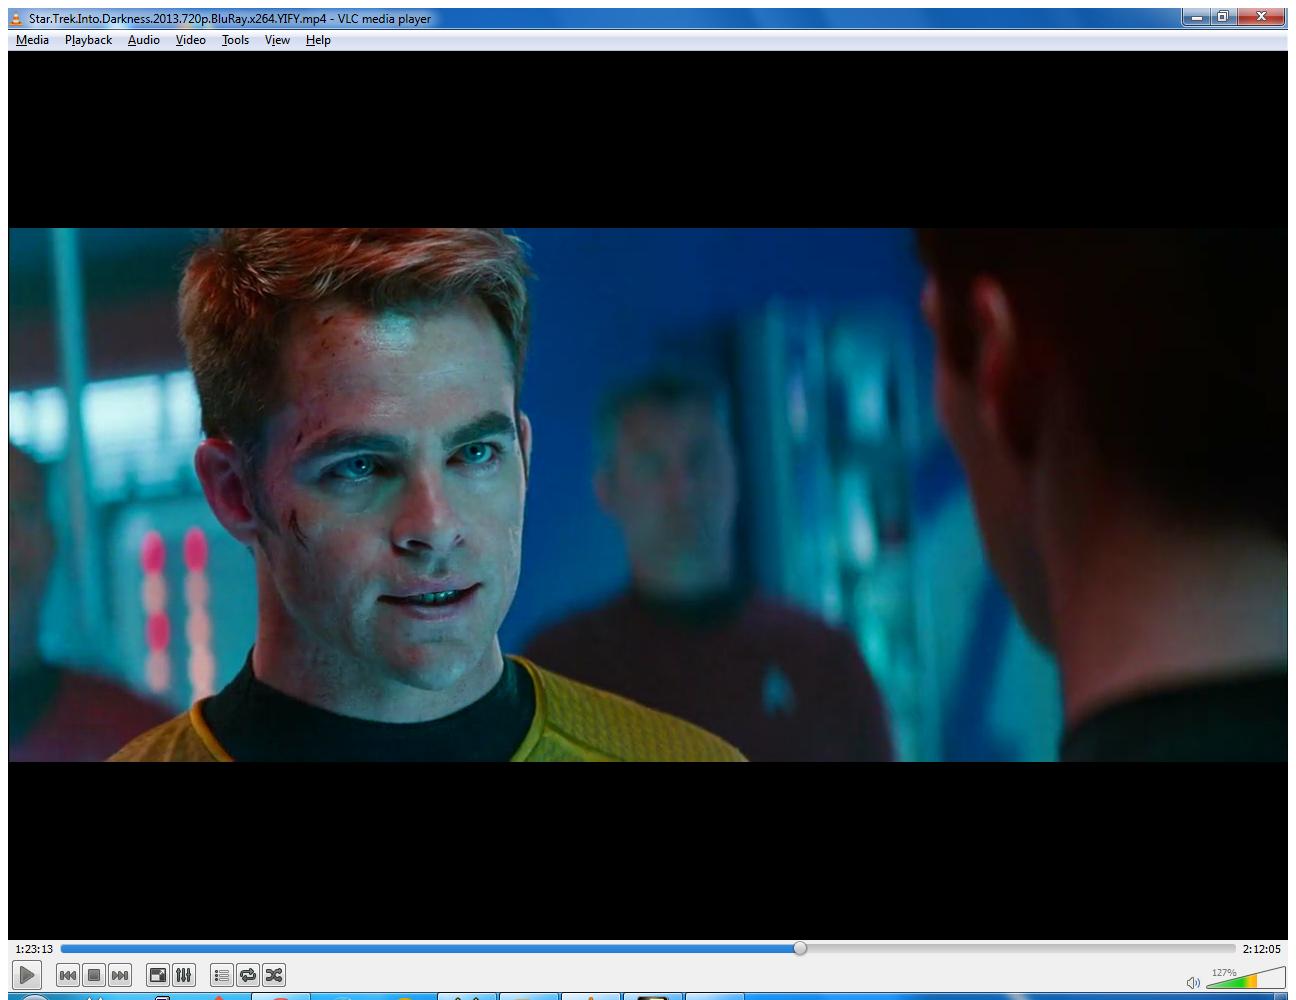 Star.Trek.Into.Darkness.2013.720p.BluRay.x264.YIFY.mp4 - VLC media player
Media Playback Audio Video Tools View Help
1:23:13 2:12:05
127%